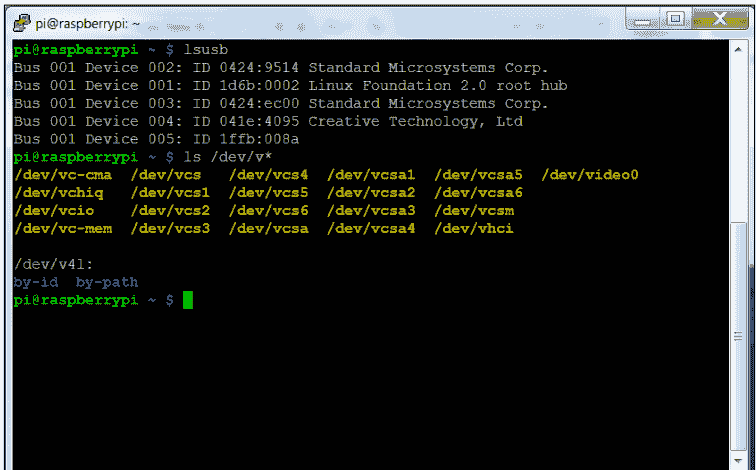 pi@raspberrypi: ~
pi@raspberrypi ~ $ lsusb
Bus 001 Device 002: ID 0424:9514 Standard Microsystems Corp.
Bus 001 Device 001: ID 1d6b:0002 Linux Foundation 2.0 root hub
Bus 001 Device 003: ID 0424:ec00 Standard Microsystems Corp.
Bus 001 Device 004: ID 041e:4095 Creative Technology, Ltd
Bus 001 Device 005: ID 1ffb:008a
pi@raspberrypi ~ $ ls /dev/v*
/dev/vc-cma /dev/vcs /dev/vcs4 /dev/vcsa1 /dev/vcsa5 /dev/video0
/dev/vchiq /dev/vcs1 /dev/vcs5 /dev/vcsa2 /dev/vcsa6
/dev/vcio /dev/vcs2 /dev/vcs6 /dev/vcsa3 /dev/vcsm
/dev/vc-mem /dev/vcs3 /dev/vcsa /dev/vcsa4 /dev/vhci
/dev/v4l:
by-id by-path
pi@raspberrypi ~ $